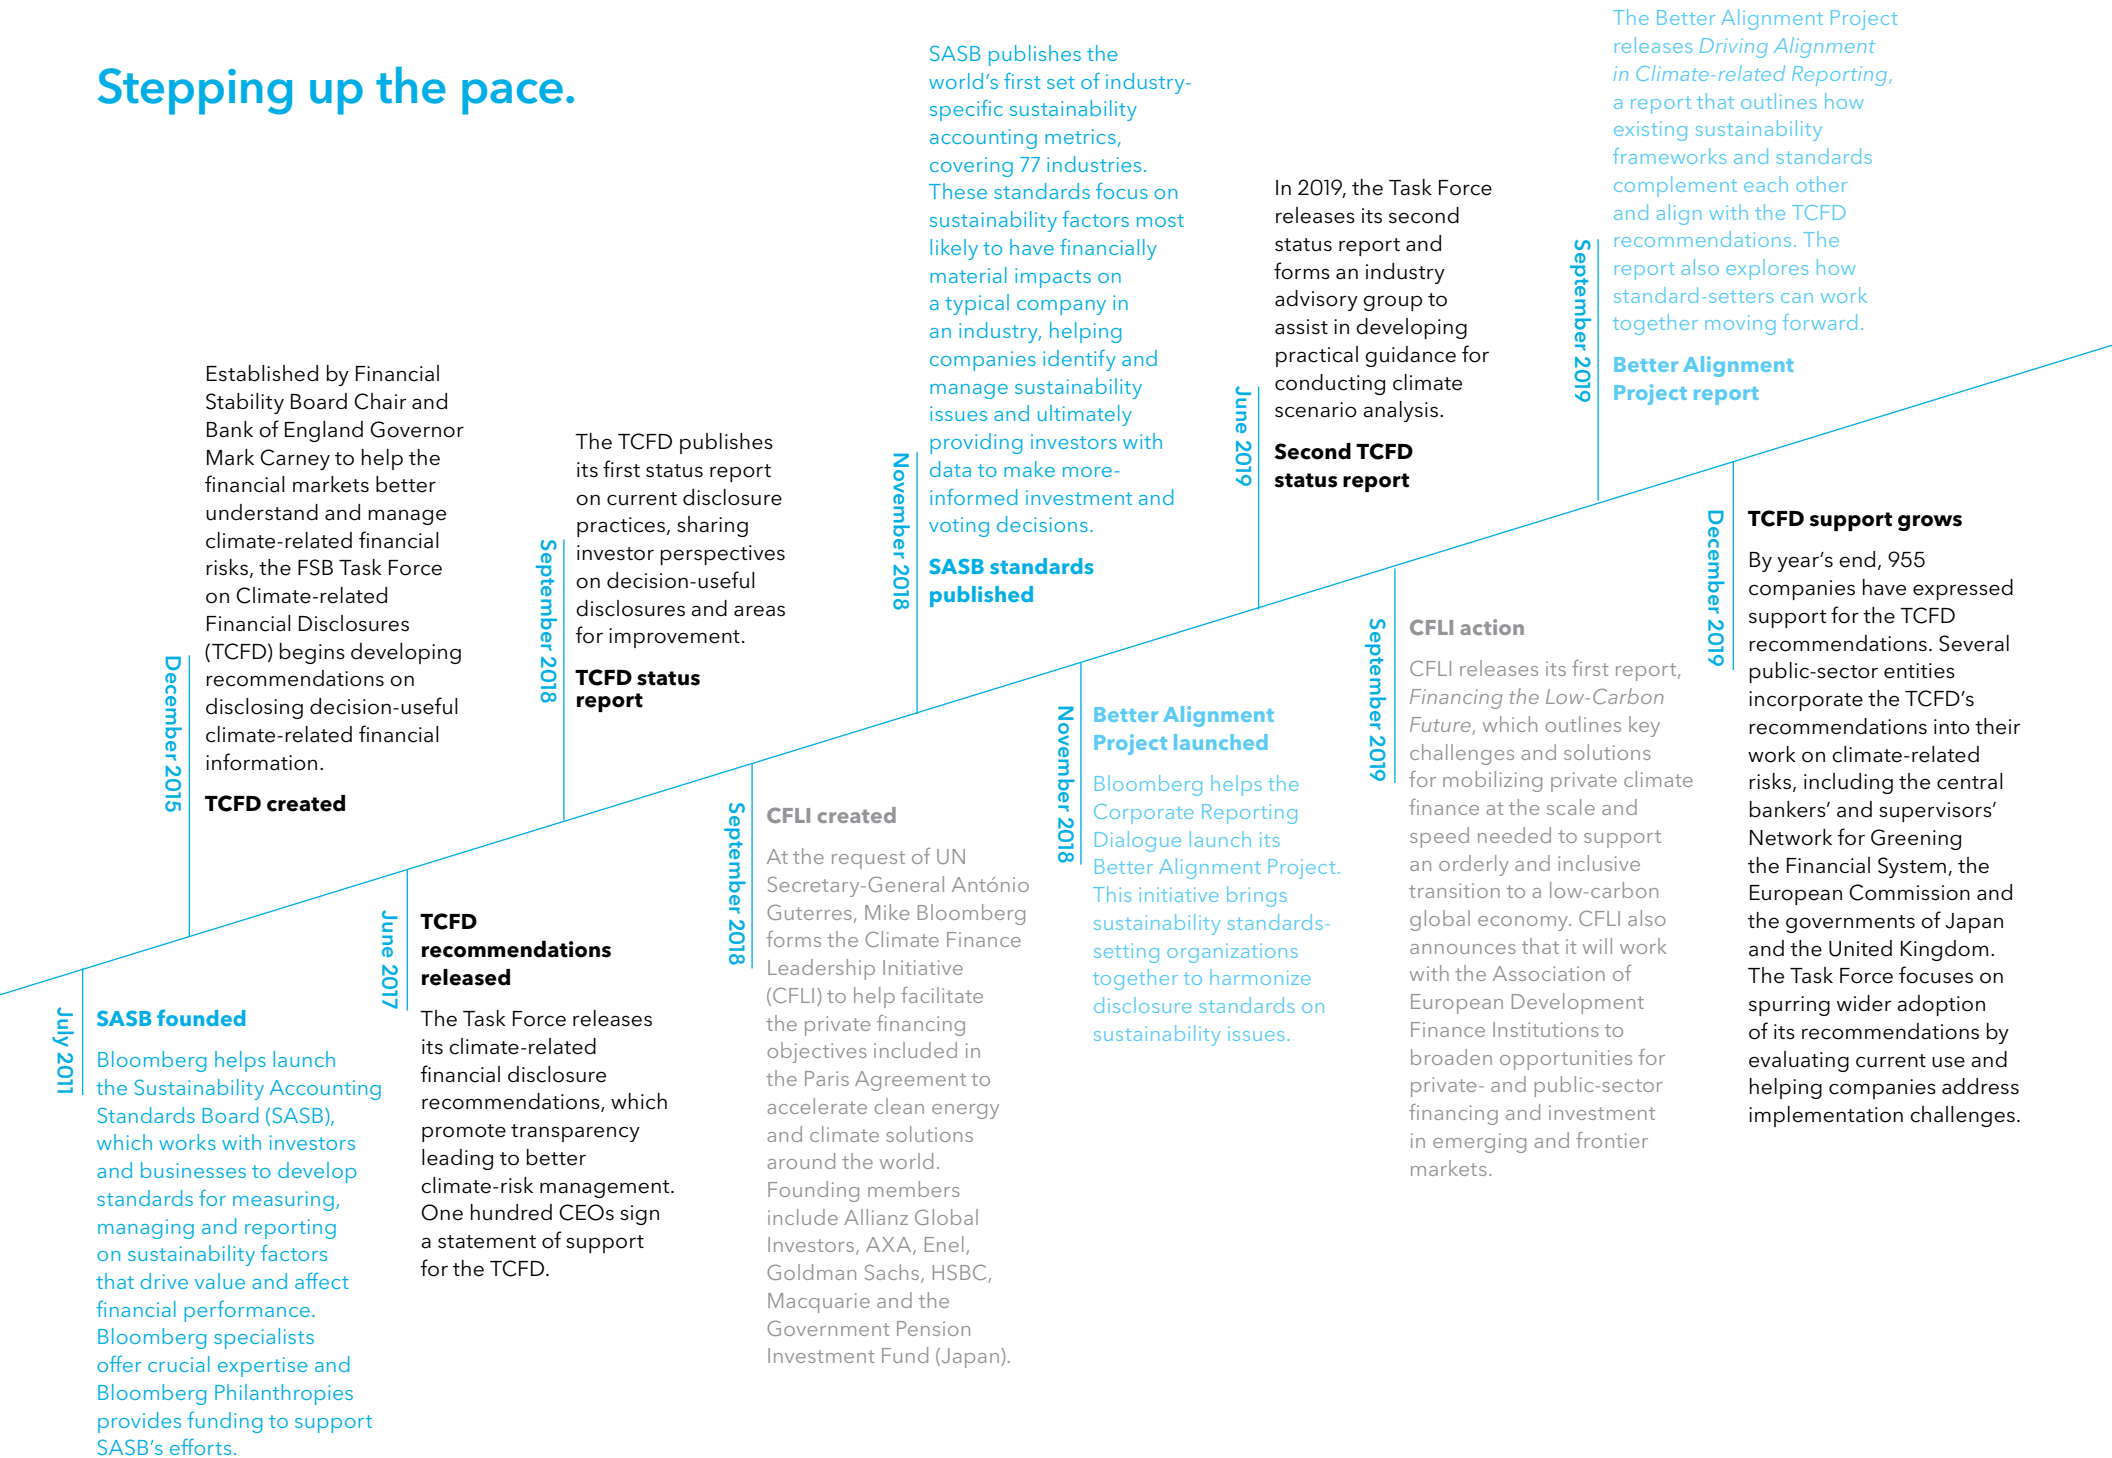 Stepping up the pace.
July 2011
SASB founded
Bloomberg helps launch
the Sustainability Accounting
Standards Board (SASB),
which works with investors
and businesses to develop
standards for measuring,
managing and reporting
on sustainability factors
that drive value and affect
financial performance.
Bloomberg specialists
offer crucial expertise and
Bloomberg Philanthropies
provides funding to support
SASB's efforts.
December 2015
Established by Financial
Stability Board Chair and
Bank of England Governor
Mark Carney to help the
financial markets better
understand and manage
climate-related financial
risks, the FSB Task Force
on Climate-related
Financial Disclosures
(TCFD) begins developing
recommendations on
disclosing decision-useful
climate-related financial
information.
TCFD created
June 2017
TCFD
recommendations
released
The Task Force releases
its climate-related
financial disclosure
recommendations, which
promote transparency
leading to better
climate-risk management.
One hundred CEOs sign
a statement of support
for the TCFD.
September 2018
The TCFD publishes
its first status report
on current disclosure
practices, sharing
investor perspectives
on decision-useful
disclosures and areas
for improvement.
TCFD status
report
September 2018
CFLI created
At the request of UN
Secretary-General António
Guterres, Mike Bloomberg
forms the Climate Finance
Leadership Initiative
(CFLI) to help facilitate
the private financing
objectives included in
the Paris Agreement to
accelerate clean energy
and climate solutions
around the world.
Founding members
include Allianz Global
Investors, AXA, Enel,
Goldman Sachs, HSBC,
Macquarie and the
Government Pension
Investment Fund (Japan).
November 2018
SASB publishes the
world's first set of industry-
specific sustainability
accounting metrics,
covering 77 industries.
These standards focus on
sustainability factors most
likely to have financially
material impacts on
a typical company in
an industry, helping
companies identify and
manage sustainability
issues and ultimately
providing investors with
data to make more-
informed investment and
voting decisions.
SASB standards
published
November 2018
Better Alignment
Project launched
Bloomberg helps the
Corporate Reporting
Dialogue launch its
Better Alignment Project.
This initiative brings
sustainability standards-
setting organizations
together to harmonize
disclosure standards on
sustainability issues.
June 2019
In 2019, the Task Force
releases its second
status report and
forms an industry
advisory group to
assist in developing
practical guidance for
conducting climate
scenario analysis.
Second TCFD
status report
September 2019
CFLI action
CFLI releases its first report,
Financing the Low-Carbon
Future, which outlines key
challenges and solutions
for mobilizing private climate
finance at the scale and
speed needed to support
an orderly and inclusive
transition to a low-carbon
global economy. CFLI also
announces that it will work
with the Association of
European Development
Finance Institutions to
broaden opportunities for
private- and public-sector
financing and investment
in emerging and frontier
markets.
September 2019
The Better Alignment Project
releases Driving Alignment
in Climate-related Reporting,
a report that outlines how
existing sustainability
frameworks and standards
complement each other
and align with the TCFD
recommendations. The
report also explores how
standard-setters can work
together moving forward.
Better Alignment
Project report
December 2019
TCFD support grows
By year's end, 955
companies have expressed
support for the TCFD
recommendations. Several
public-sector entities
incorporate the TCFD's
recommendations into their
work on climate-related
risks, including the central
bankers' and supervisors'
Network for Greening
the Financial System, the
European Commission and
the governments of Japan
and the United Kingdom.
The Task Force focuses on
spurring wider adoption
of its recommendations by
evaluating current use and
helping companies address
implementation challenges.